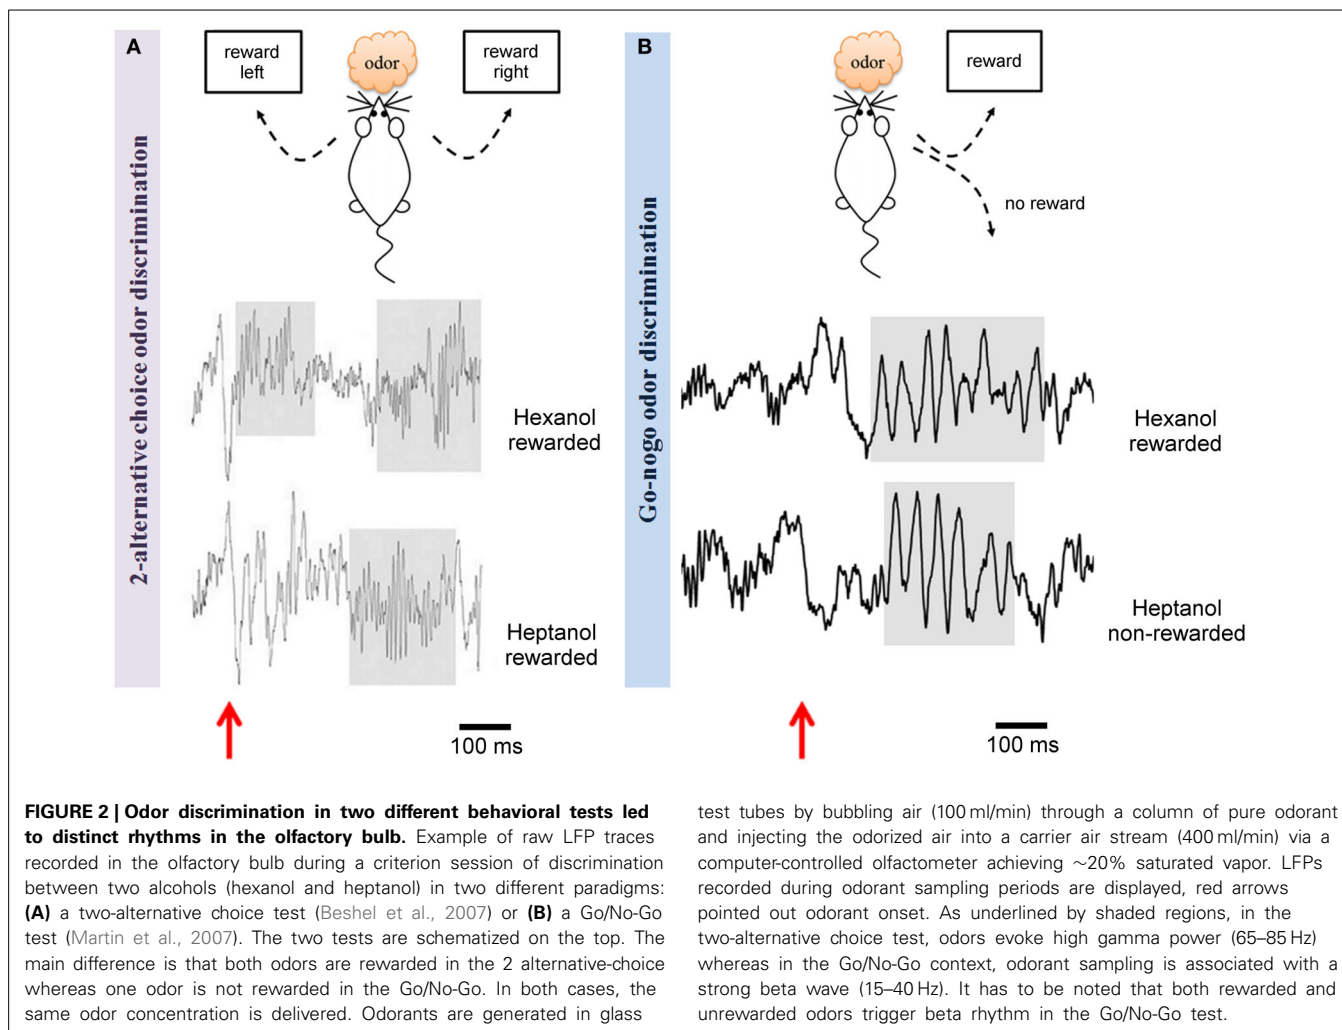 A
2-alternative choice odor discrimination
reward
left
odor
reward
right
Hexanol
rewarded
Heptanol
rewarded
100 ms
B
Go-nogo odor discrimination
odor
reward
no reward
Hexanol
rewarded
Heptanol
non-rewarded
100 ms
FIGURE 2 | Odor discrimination in two different behavioral tests led
to distinct rhythms in the olfactory bulb. Example of raw LFP traces
recorded in the olfactory bulb during a criterion session of discrimination
between two alcohols (hexanol and heptanol) in two different paradigms:
(A) a two-alternative choice test (Beshel et al., 2007) or (B) a Go/No-Go
test (Martin et al., 2007). The two tests are schematized on the top. The
main difference is that both odors are rewarded in the 2 alternative-choice
whereas one odor is not rewarded in the Go/No-Go. In both cases, the
same odor concentration is delivered. Odorants are generated in glass
test tubes by bubbling air (100 ml/min) through a column of pure odorant
and injecting the odorized air into a carrier air stream (400 ml/min) via a
computer-controlled olfactometer achieving ~20% saturated vapor. LFPs
recorded during odorant sampling periods are displayed, red arrows
pointed out odorant onset. As underlined by shaded regions, in the
two-alternative choice test, odors evoke high gamma power (65–85 Hz)
whereas in the Go/No-Go context, odorant sampling is associated with a
strong beta wave (15–40 Hz). It has to be noted that both rewarded and
unrewarded odors trigger beta rhythm in the Go/No-Go test.